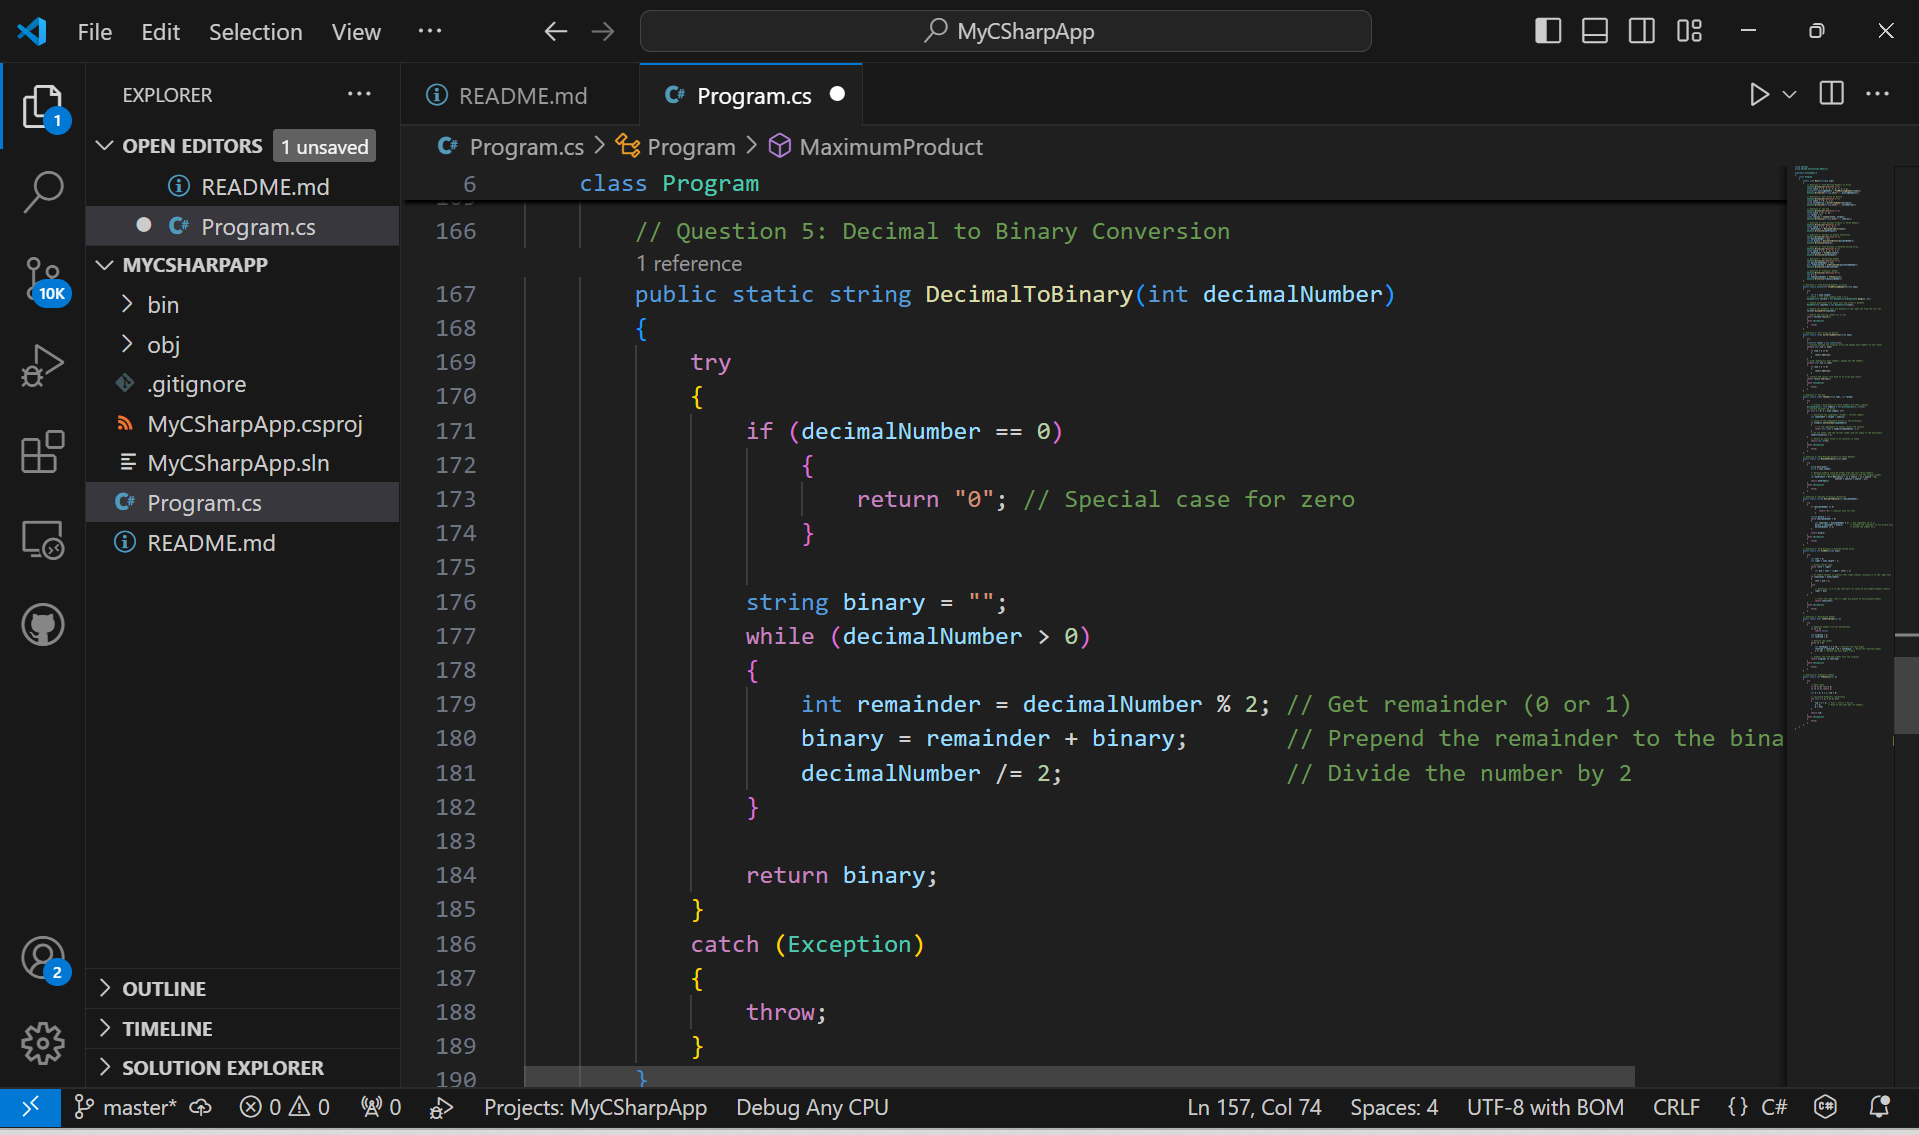 File Edit Selection View ... MyCSharpApp
EXPLORER
1
OPEN EDITORS 1 unsaved
README.md
Program.cs
MYCSHARPAPP
10K
bin
obj
.gitignore
MyCSharpApp.csproj
MyCSharpApp.sln
Program.cs
README.md
2
OUTLINE
TIMELINE
SOLUTION EXPLORER
README.md Program.cs
Program.cs > Program > MaximumProduct
6 class Program
166 // Question 5: Decimal to Binary Conversion
1 reference
167 public static string DecimalToBinary(int decimalNumber)
168 {
169 try
170 {
171 if (decimalNumber == 0)
172 {
173 return "0"; // Special case for zero
174 }
175
176 string binary = "";
177 while (decimalNumber > 0)
178 {
179 int remainder = decimalNumber % 2; // Get remainder (0 or 1)
180 binary = remainder + binary; // Prepend the remainder to the bina
181 decimalNumber /= 2; // Divide the number by 2
182 }
183
184 return binary;
185 }
186 catch (Exception)
187 {
188 throw;
189 }
190 }
master* 0 0 0 Projects: MyCSharpApp Debug Any CPU Ln 157, Col 74 Spaces: 4 UTF-8 with BOM CRLF {} C#